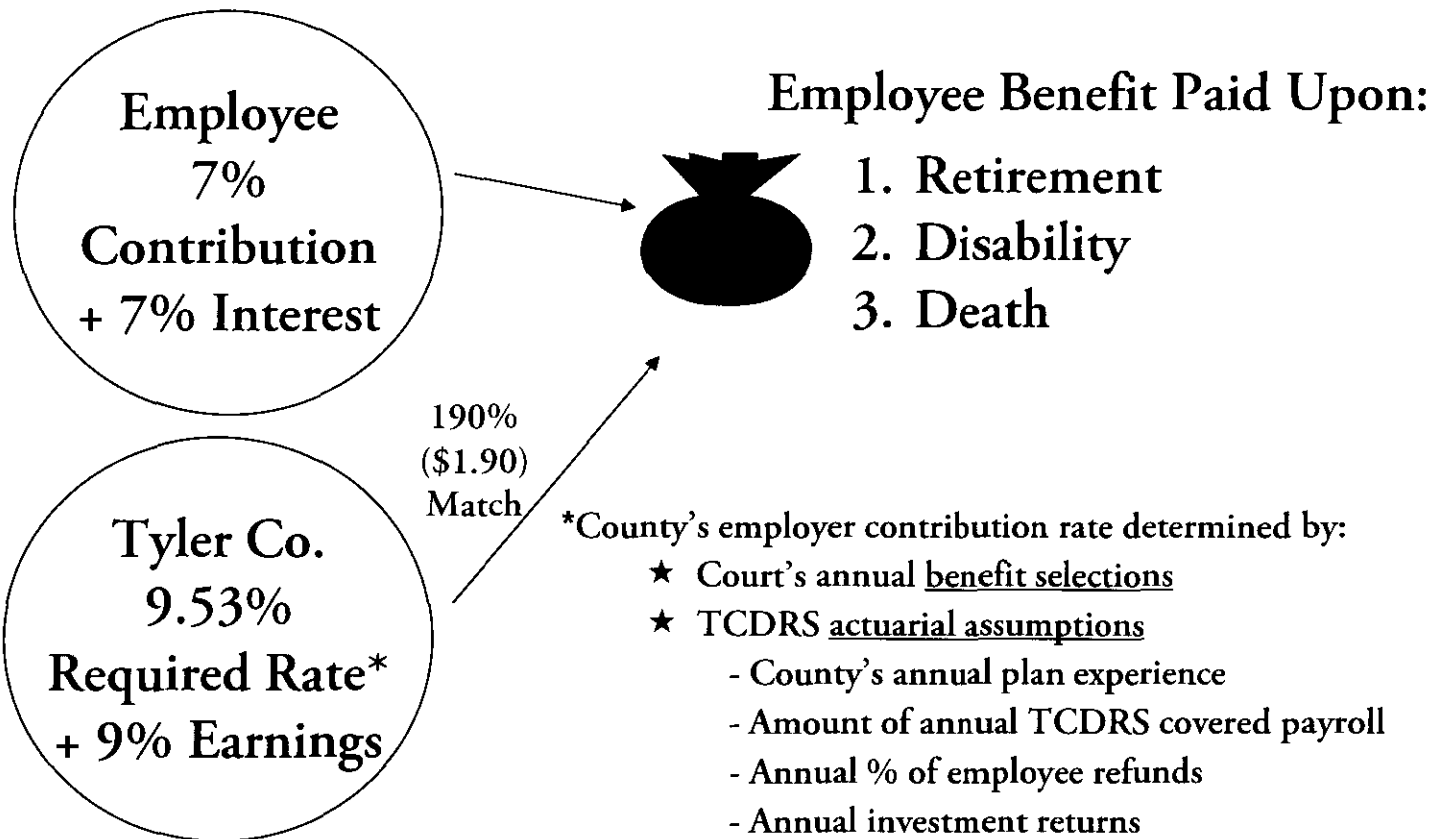 Employee
7%
Contribution
+ 7% Interest
Employee Benefit Paid Upon:
1. Retirement
2. Disability
3. Death
190%
($1.90)
Match
Tyler Co.
9.53%
Required Rate*
+ 9% Earnings
*County's employer contribution rate determined by:
★ Court's annual benefit selections
★ TCDRS actuarial assumptions
- County's annual plan experience
- Amount of annual TCDRS covered payroll
- Annual % of employee refunds
- Annual investment returns